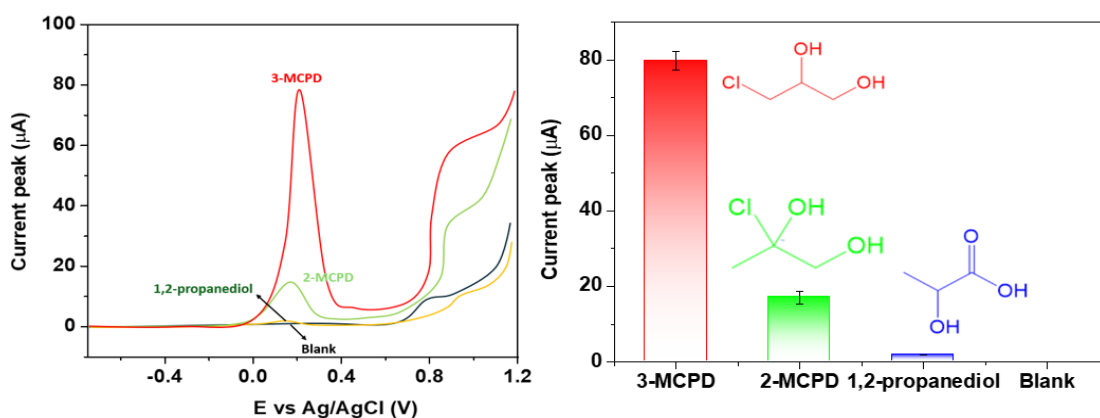 100
80
60
40
20
0
Current peak (μA)
3-MCPD
2-MCPD
1,2-propanediol
Blank
-0.4
0.0
0.4
0.8
1.2
E vs Ag/AgCl (V)
80
60
40
20
0
Current peak (μA)
OH
Cl
OH
Cl
OH
OH
O
OH
OH
3-MCPD
2-MCPD
1,2-propanediol
Blank